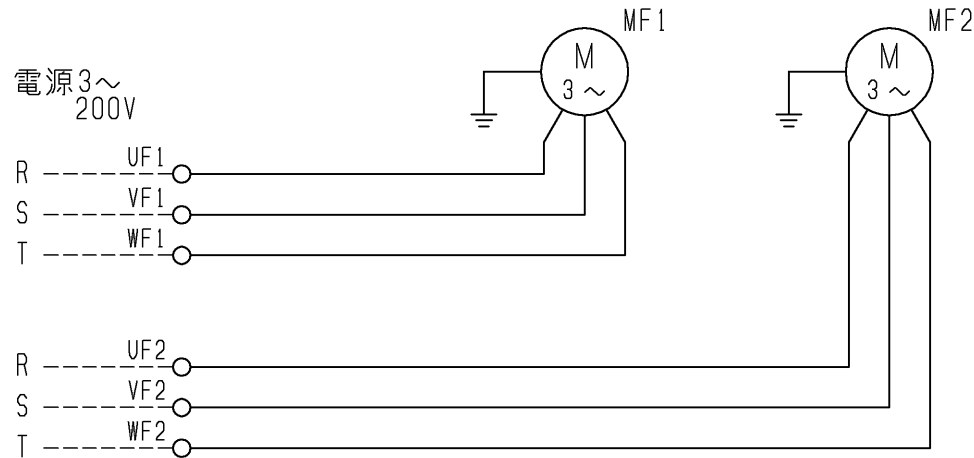 MF1
MF2
M
3～
M
3～
電源3～
200V
R UF1
S VF1
T WF1
R UF2
S VF2
T WF2